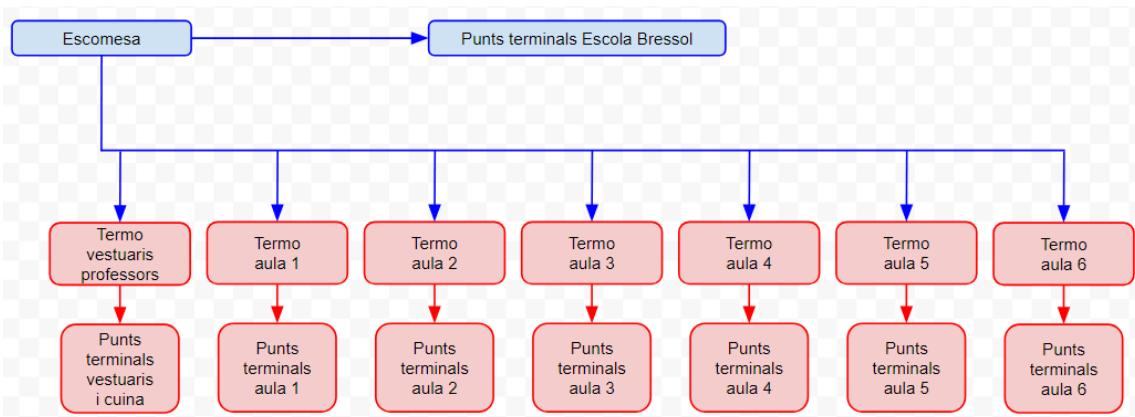 Escomesa
Punts terminals Escola Bressol
Termo
vestuaris
professors
Termo
aula 1
Termo
aula 2
Termo
aula 3
Termo
aula 4
Termo
aula 5
Termo
aula 6
Punts
terminals
vestuaris
i cuina
Punts
terminals
aula 1
Punts
terminals
aula 2
Punts
terminals
aula 3
Punts
terminals
aula 4
Punts
terminals
aula 5
Punts
terminals
aula 6